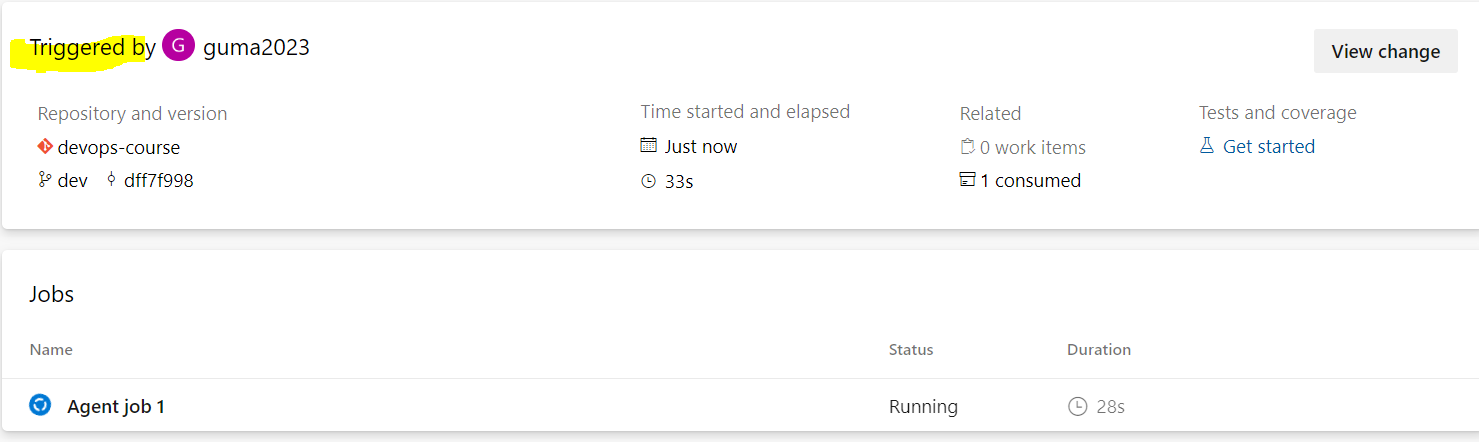 Triggered by G guma2023
View change
Repository and version
devops-course
dev dff7f998
Time started and elapsed
Just now
33s
Related
0 work items
1 consumed
Tests and coverage
Get started
Jobs
Name Status Duration
Agent job 1 Running 28s